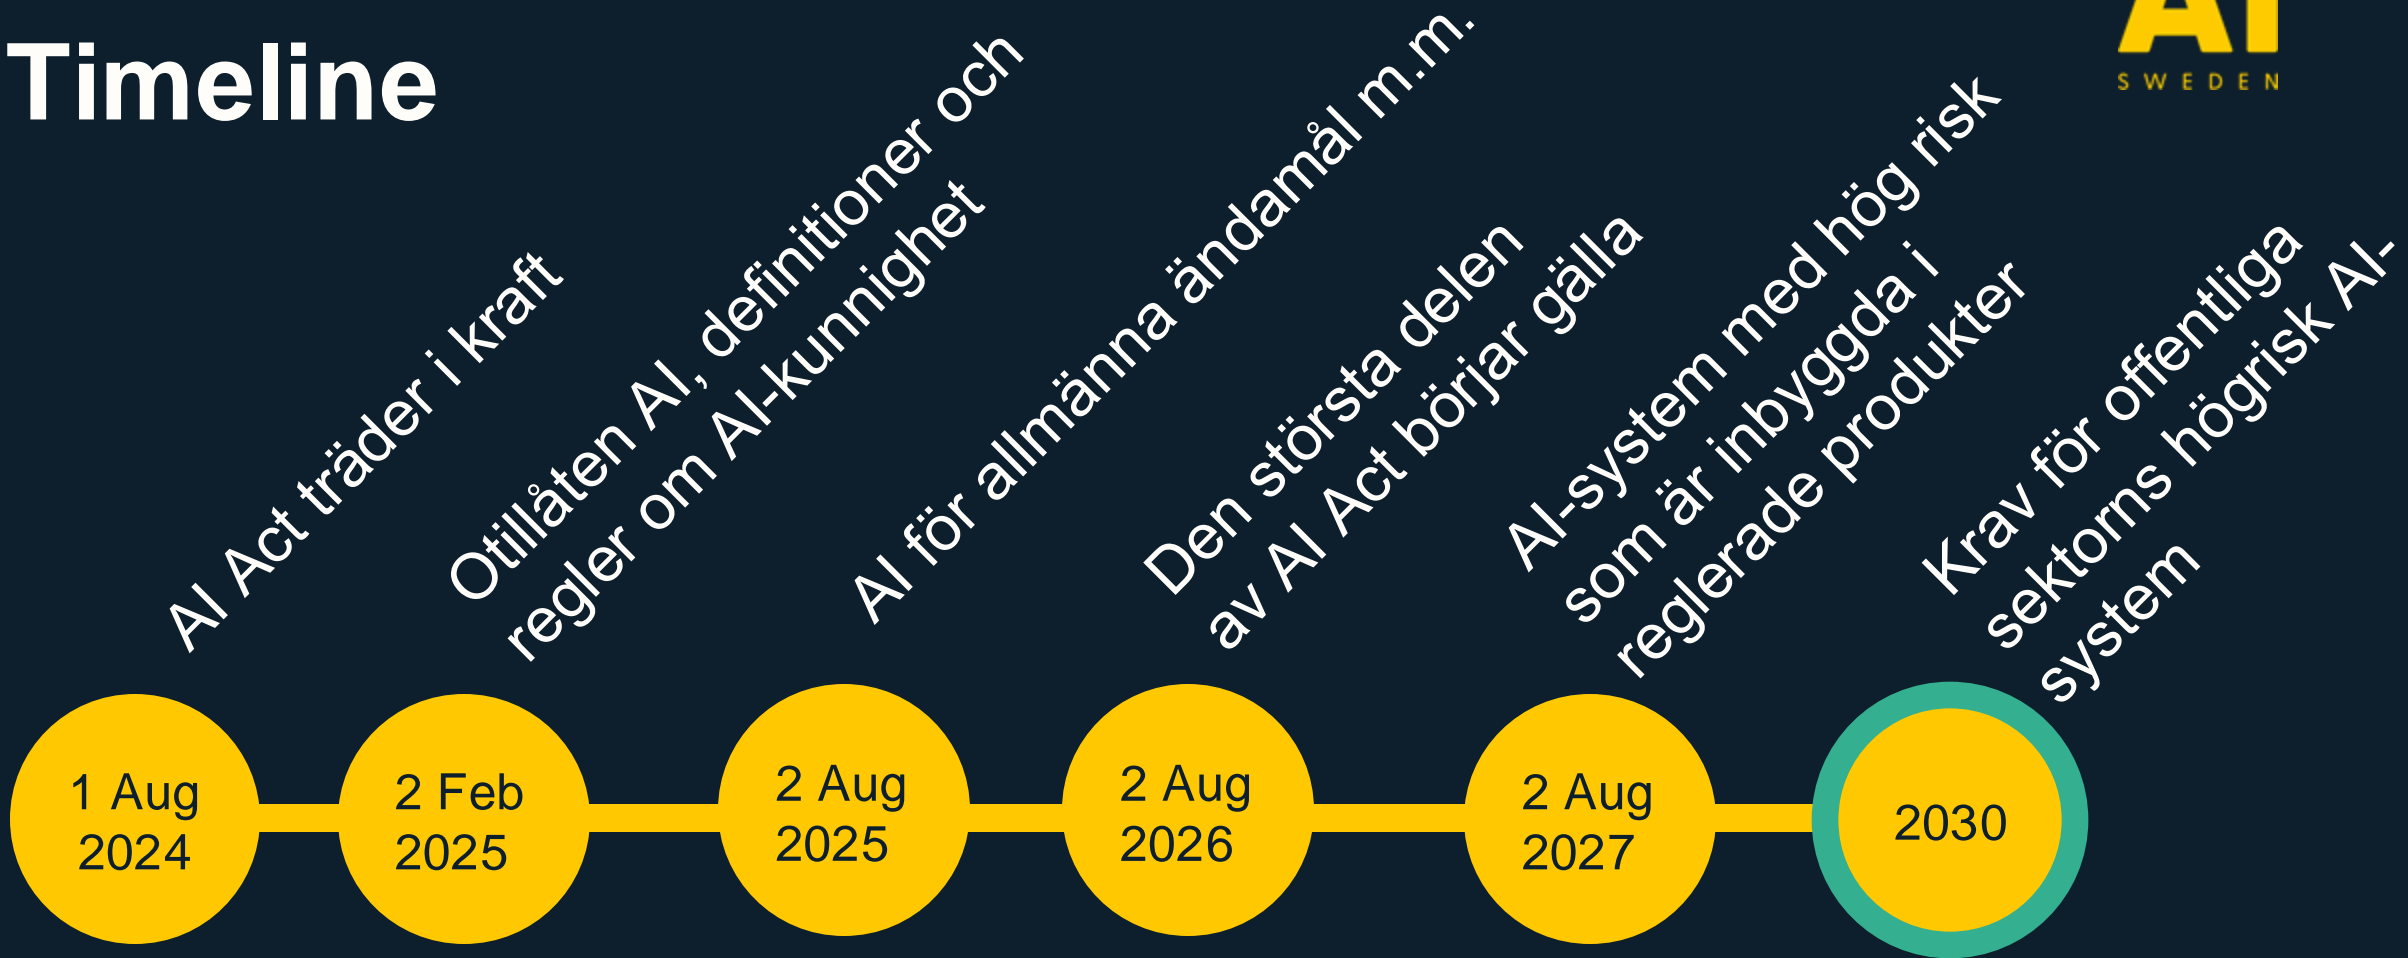 Timeline
AI
SWEDEN
AI Act träder i kraft
Otillåten AI, definitioner och
regler om AI-kunnighet
AI för allmänna ändamål m.m.
Den största delen
av AI Act börjar gälla
AI-system med hög risk
som är inbyggda i
reglerade produkter
Krav för offentliga
sektorns högrisk AI-
system
1 Aug
2024
2 Feb
2025
2 Aug
2025
2 Aug
2026
2 Aug
2027
2030